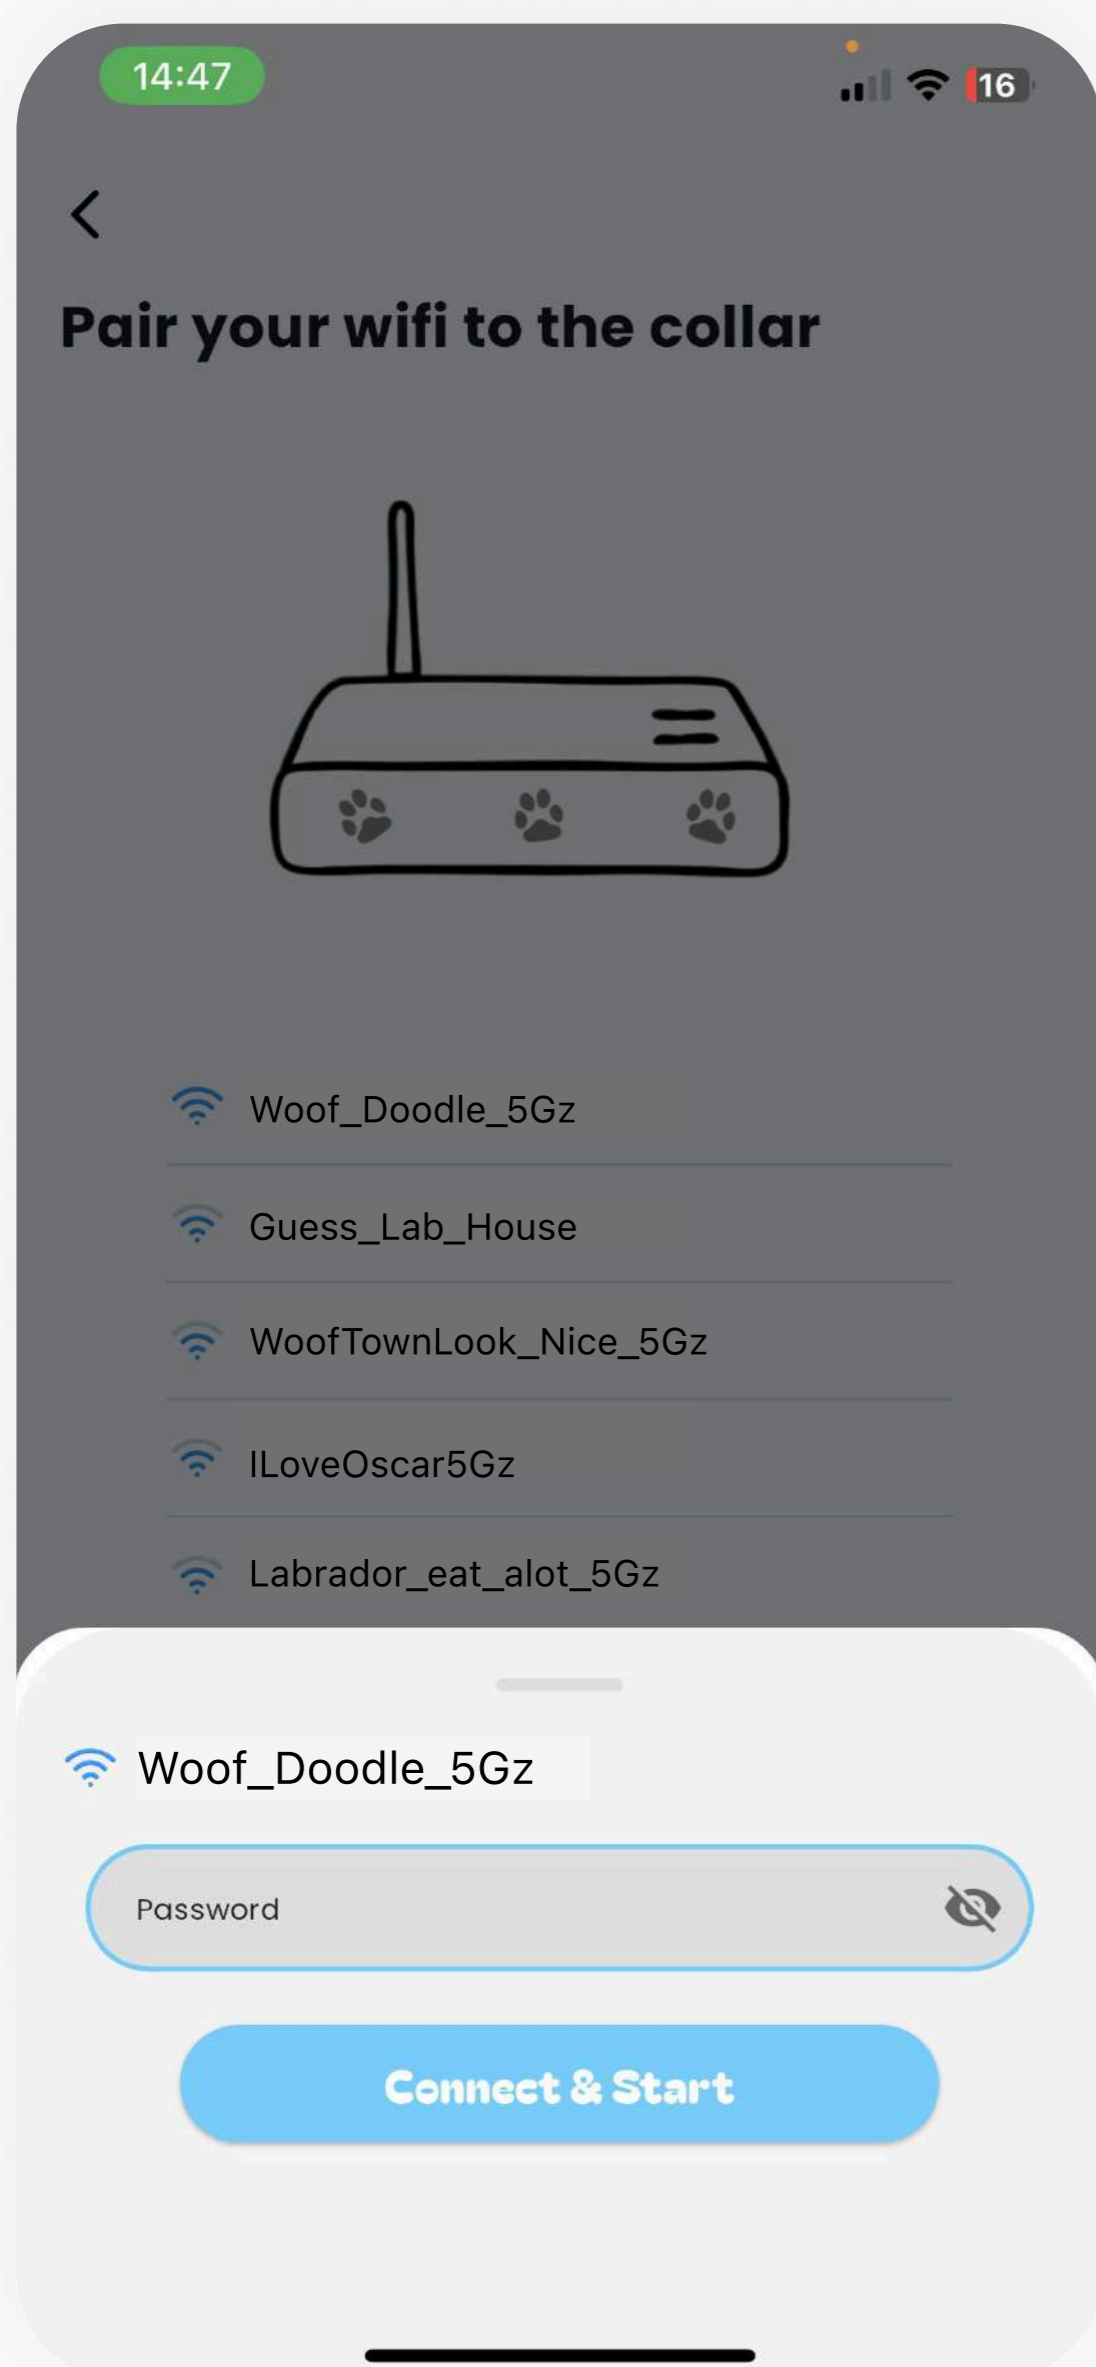 14:47
16
Pair your wifi to the collar
Woof_Doodle_5Gz
Guess_Lab_House
WoofTownLook_Nice_5Gz
ILoveOscar5Gz
Labrador_eat_alot_5Gz
Woof_Doodle_5Gz
Password
Connect & Start